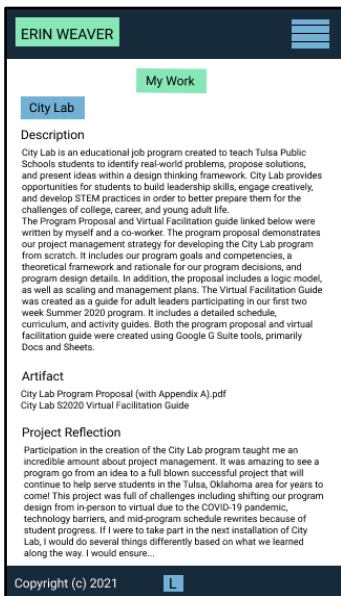 ERIN WEAVER
My Work
City Lab
Description
City Lab is an educational job program created to teach Tulsa Public
Schools students to identify real-world problems, propose solutions,
and present ideas within a design thinking framework. City Lab provides
opportunities for students to build leadership skills, engage creatively,
and develop STEM practices in order to better prepare them for the
challenges of college, career, and young adult life.
The Program Proposal and Virtual Facilitation guide linked below were
written by myself and a co-worker. The program proposal demonstrates
our project management strategy for developing the City Lab program
from scratch. It includes our program goals and competencies, a
theoretical framework and rationale for our program decisions, and
program design details. In addition, the proposal includes a logic model,
as well as scaling and management plans. The Virtual Facilitation Guide
was created as a guide for adult leaders participating in our first two
week Summer 2020 program. It includes a detailed schedule,
curriculum, and activity guides. Both the program proposal and virtual
facilitation guide were created using Google G Suite tools, primarily
Docs and Sheets.
Artifact
City Lab Program Proposal (with Appendix A).pdf
City Lab S2020 Virtual Facilitation Guide
Project Reflection
Participation in the creation of the City Lab program taught me an
incredible amount about project management. It was amazing to see a
program go from an idea to a full blown successful project that will
continue to help serve students in the Tulsa, Oklahoma area for years to
come! This project was full of challenges including shifting our program
design from in-person to virtual due to the COVID-19 pandemic,
technology barriers, and mid-program schedule rewrites because of
student progress. If I were to take part in the next installation of City
Lab, I would do several things differently based on what we learned
along the way. I would ensure...
Copyright (c) 2021
L